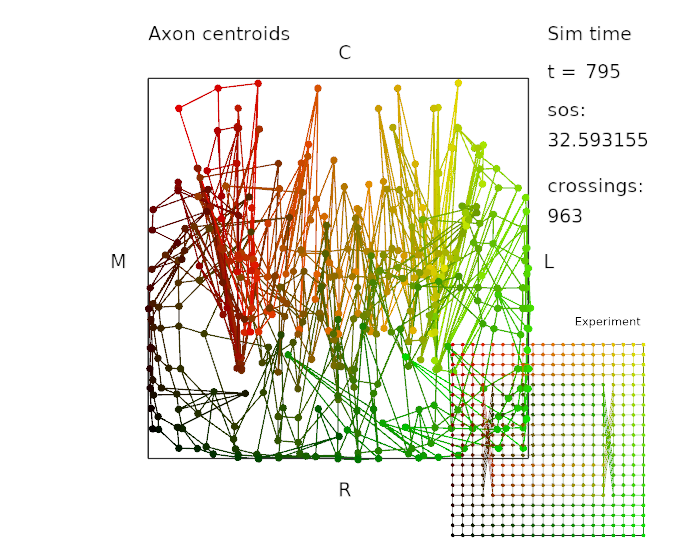 Axon centroids
C
Sim time
t = 795
sos:
32.593155
crossings:
963
M
L
Experiment
R